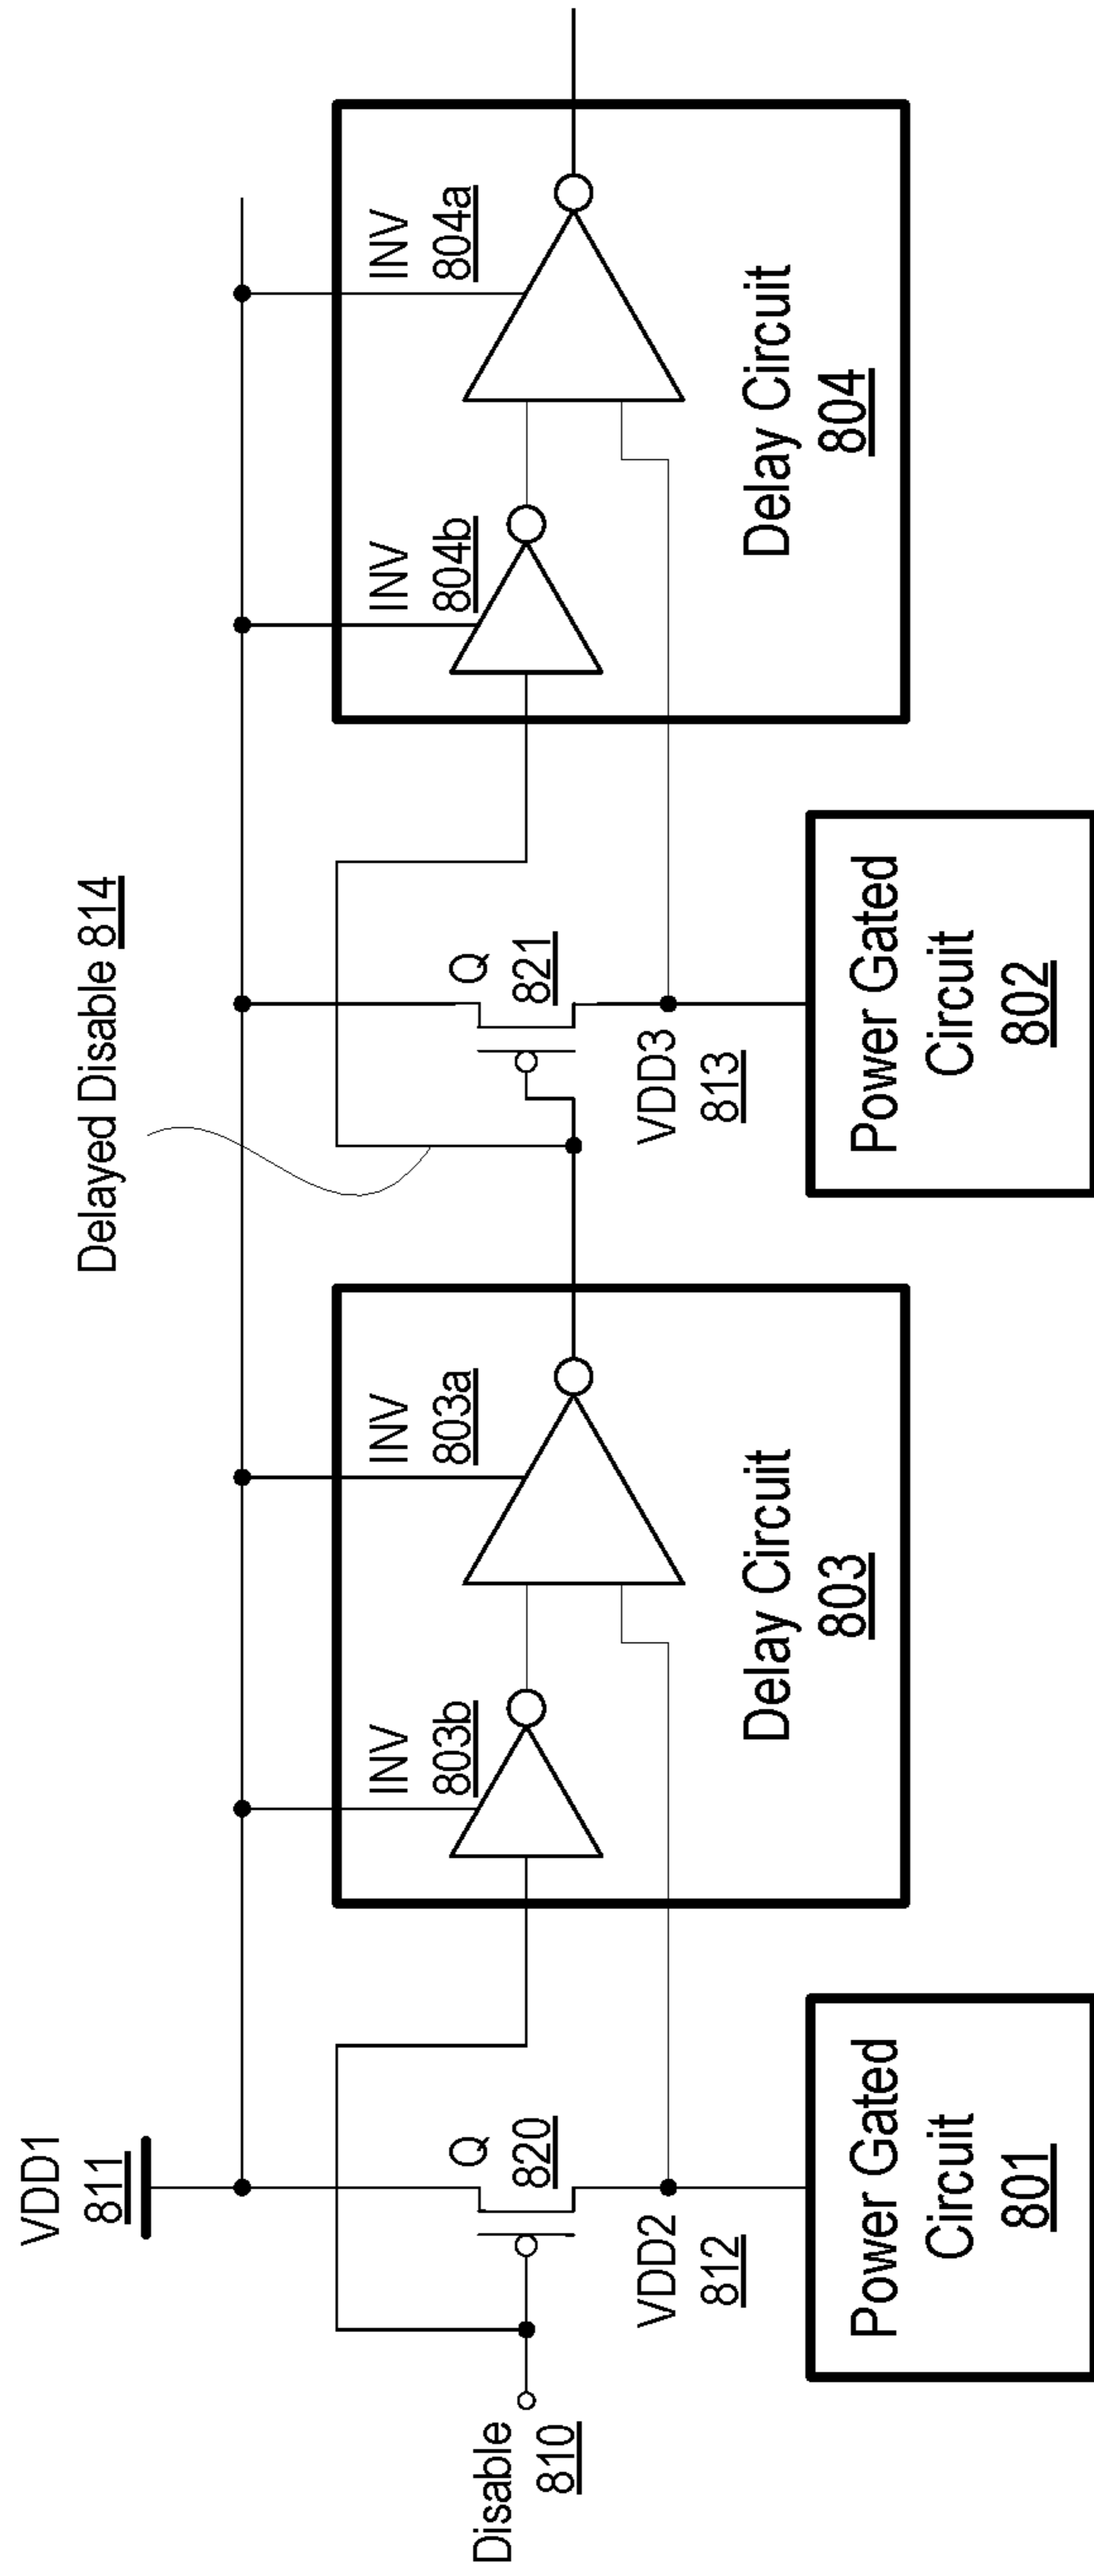 VDD1
811
Delayed Disable 814
INV
803b
INV
803a
INV
804b
INV
804a
Q
820
Q
821
Disable
810
VDD2
812
VDD3
813
Delay Circuit
803
Delay Circuit
804
Power Gated
Circuit
801
Power Gated
Circuit
802